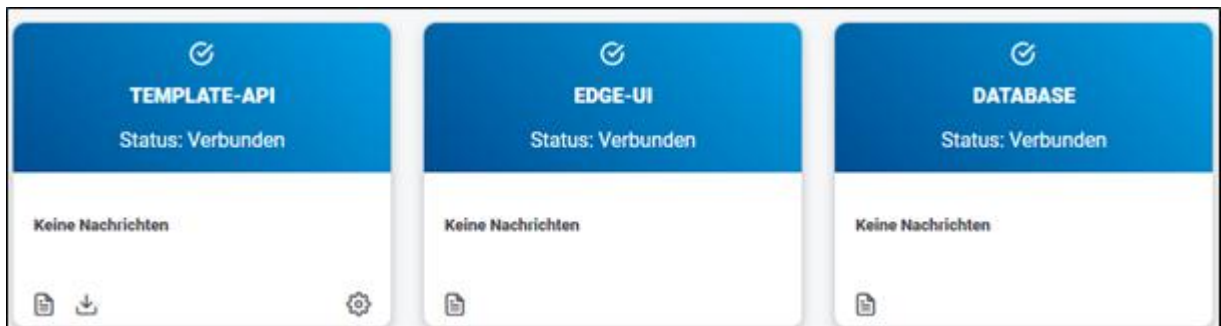 TEMPLATE-API
Status: Verbunden
Keine Nachrichten
EDGE-UI
Status: Verbunden
Keine Nachrichten
DATABASE
Status: Verbunden
Keine Nachrichten